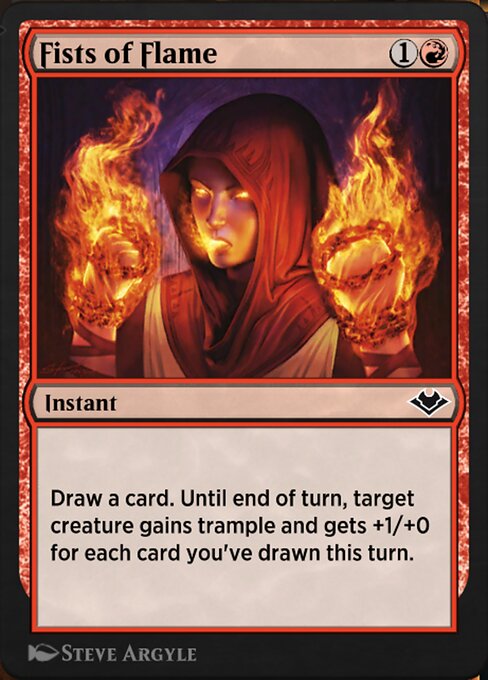 Fists of Flame 1
Instant
Draw a card. Until end of turn, target
creature gains trample and gets +1/+0
for each card you've drawn this turn.
Steve Argyle